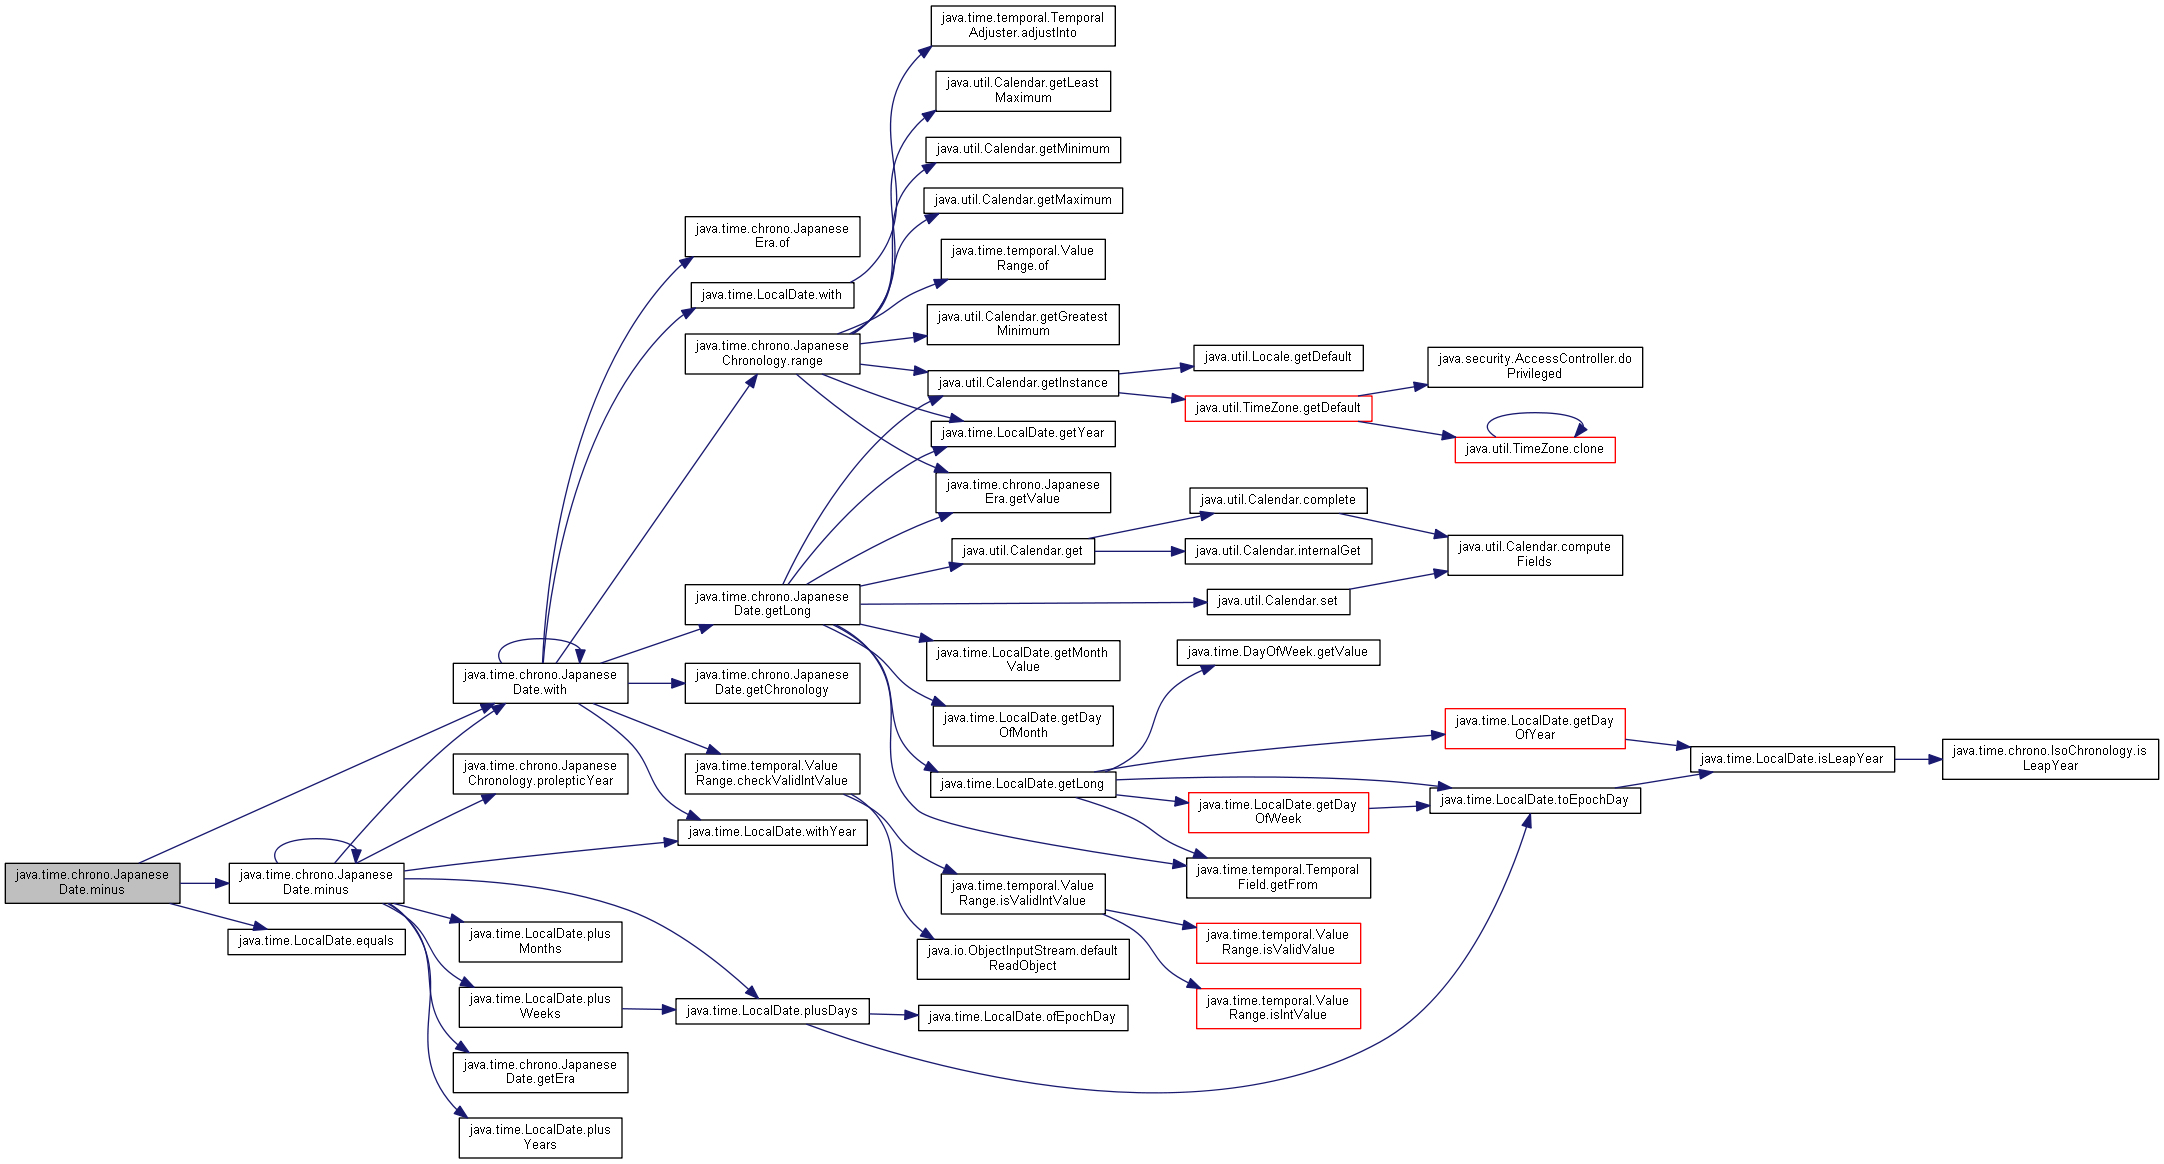 java.time.temporal.Temporal
Adjuster.adjustInto
java.util.Calendar.getLeast
Maximum
java.util.Calendar.getMinimum
java.util.Calendar.getMaximum
java.time.chrono.Japanese
Era.of
java.time.temporal.Value
Range.of
java.time.LocalDate.with
java.util.Calendar.getGreatest
Minimum
java.time.chrono.Japanese
Chronology.range
java.util.Locale.getDefault
java.security.AccessController.do
Privileged
java.util.Calendar.getInstance
java.util.TimeZone.getDefault
java.time.LocalDate.getYear
java.util.TimeZone.clone
java.time.chrono.Japanese
Era.getValue
java.util.Calendar.complete
java.util.Calendar.get
java.util.Calendar.internalGet
java.util.Calendar.compute
Fields
java.time.chrono.Japanese
Date.getLong
java.util.Calendar.set
java.time.LocalDate.getMonth
Value
java.time.DayOfWeek.getValue
java.time.chrono.Japanese
Date.with
java.time.chrono.Japanese
Date.getChronology
java.time.LocalDate.getDay
OfMonth
java.time.LocalDate.getDay
OfYear
java.time.LocalDate.isLeapYear
java.time.chrono.IsoChronology.is
LeapYear
java.time.chrono.Japanese
Chronology.prolepticYear
java.time.temporal.Value
Range.checkValidIntValue
java.time.LocalDate.getLong
java.time.LocalDate.getDay
OfWeek
java.time.LocalDate.toEpochDay
java.time.LocalDate.withYear
java.time.chrono.Japanese
Date.minus
java.time.chrono.Japanese
Date.minus
java.time.temporal.Value
Range.isValidIntValue
java.time.temporal.Temporal
Field.getFrom
java.time.LocalDate.equals
java.time.LocalDate.plus
Months
java.io.ObjectInputStream.default
ReadObject
java.time.temporal.Value
Range.isValidValue
java.time.LocalDate.plus
Weeks
java.time.LocalDate.plusDays
java.time.LocalDate.ofEpochDay
java.time.temporal.Value
Range.isIntValue
java.time.chrono.Japanese
Date.getEra
java.time.LocalDate.plus
Years